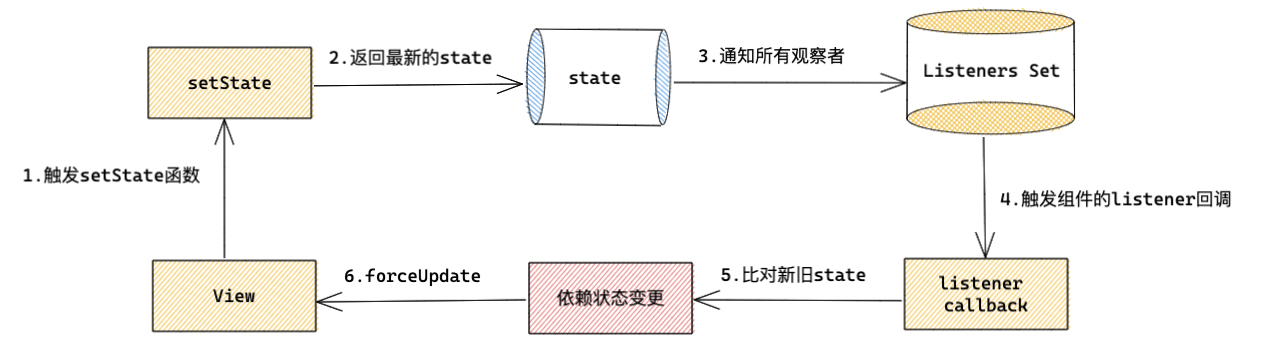 setState
2.返回最新的state
state
3.通知所有观察者
Listeners Set
1.触发setState函数
4.触发组件的listener回调
View
6.forceUpdate
依赖状态变更
5.比对新旧state
listener
callback